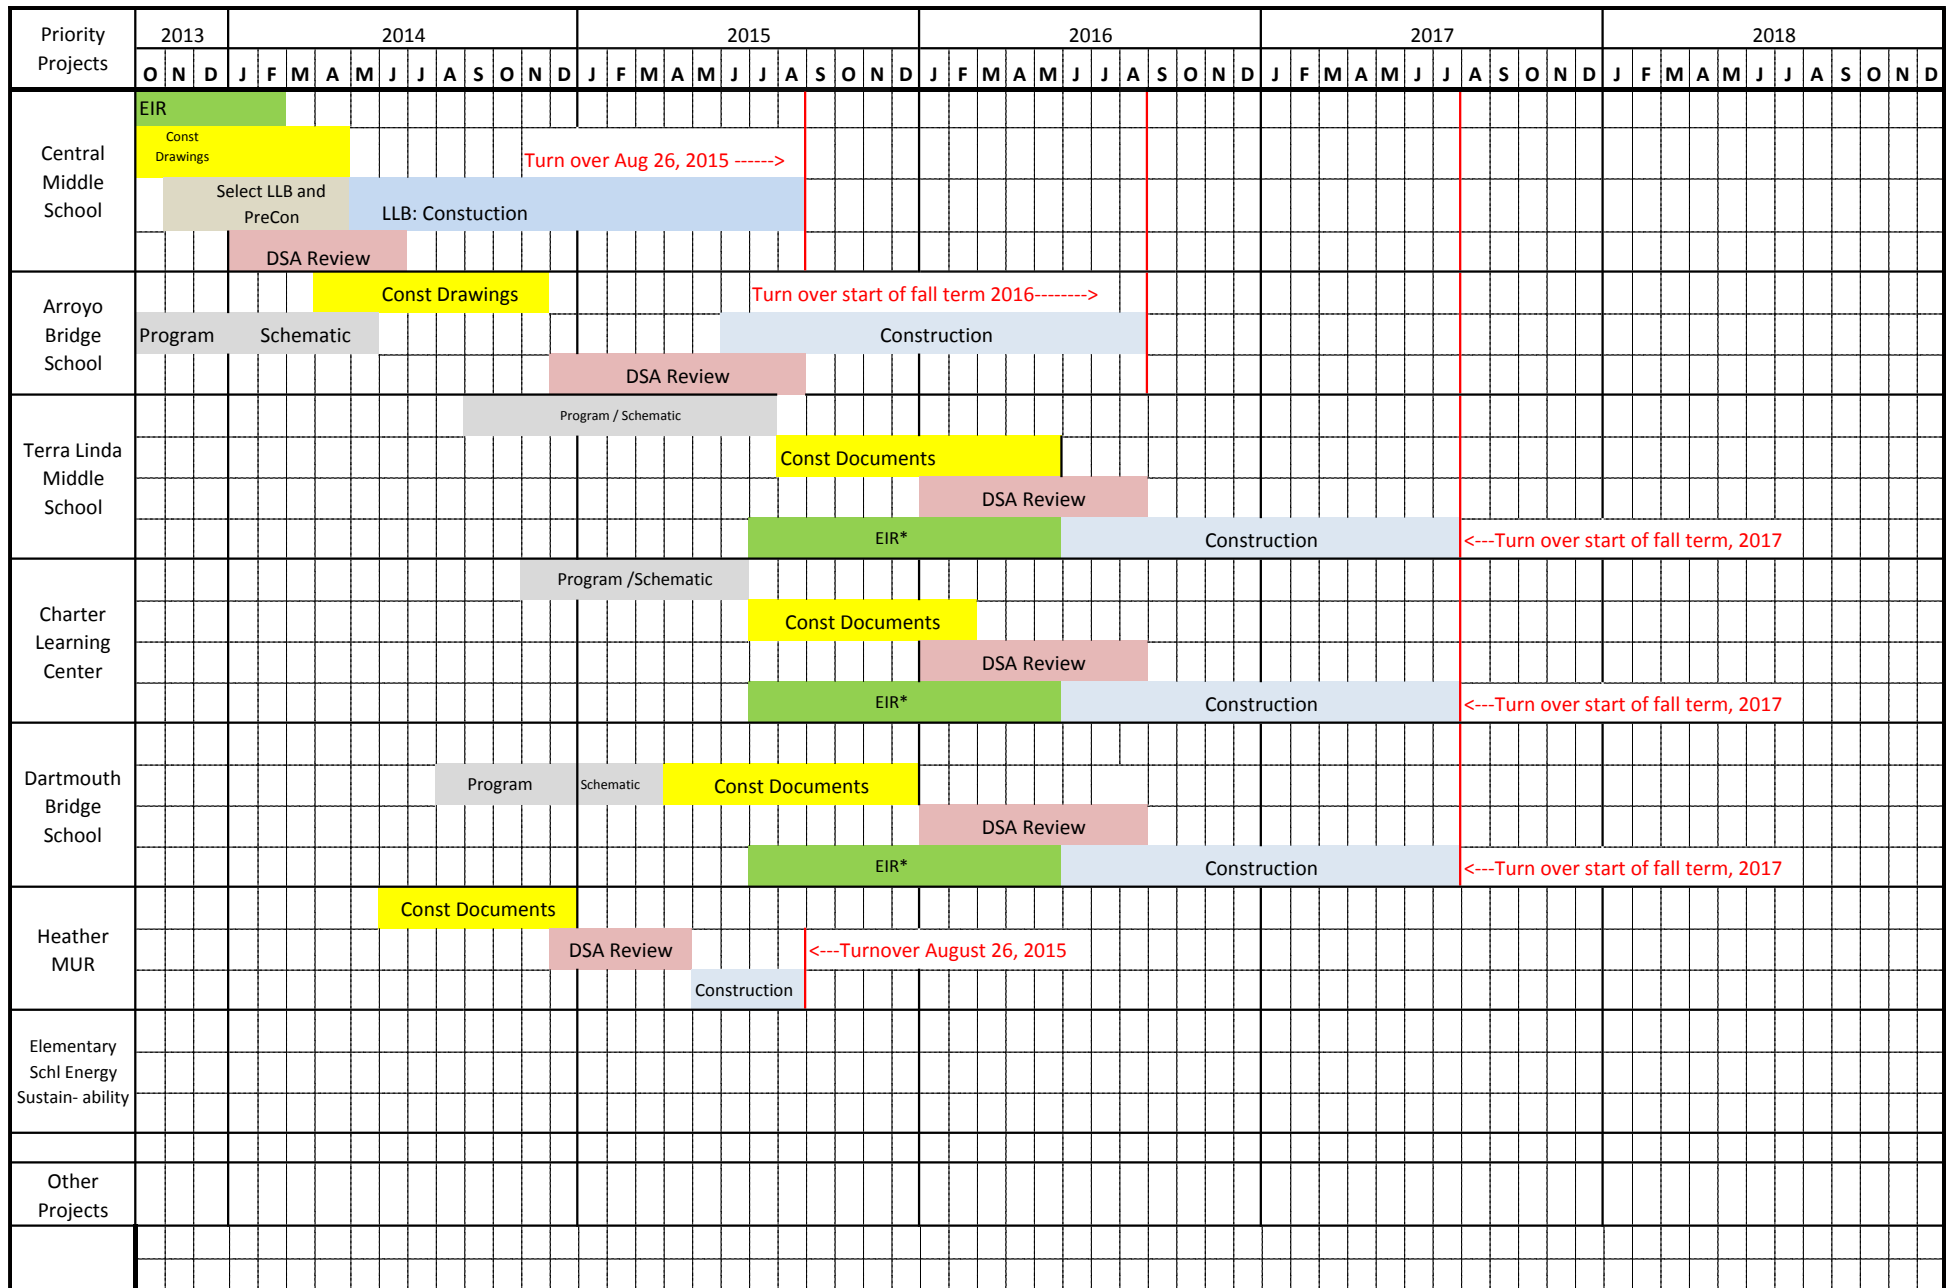 Priority
Projects
2013 2014 2015 2016 2017 2018
O N D J F M A M J J A S O N D J F M A M J J A S O N D J F M A M J J A S O N D J F M A M J J A S O N D J F M A M J J A S O N D
Central
Middle
School
EIR
Const
Drawings
Turn over Aug 26, 2015 ------>
Select LLB and
PreCon
LLB: Constuction
DSA Review
Arroyo
Bridge
School
Const Drawings
Turn over start of fall term 2016-------->
Program
Schematic
Construction
DSA Review
Terra Linda
Middle
School
Program / Schematic
Const Documents
DSA Review
EIR*
Construction
<---Turn over start of fall term, 2017
Charter
Learning
Center
Program /Schematic
Const Documents
DSA Review
EIR*
Construction
<---Turn over start of fall term, 2017
Dartmouth
Bridge
School
Program
Schematic
Const Documents
DSA Review
EIR*
Construction
<---Turn over start of fall term, 2017
Heather
MUR
Const Documents
DSA Review
<---Turnover August 26, 2015
Construction
Elementary
Schl Energy
Sustain- ability
Other
Projects